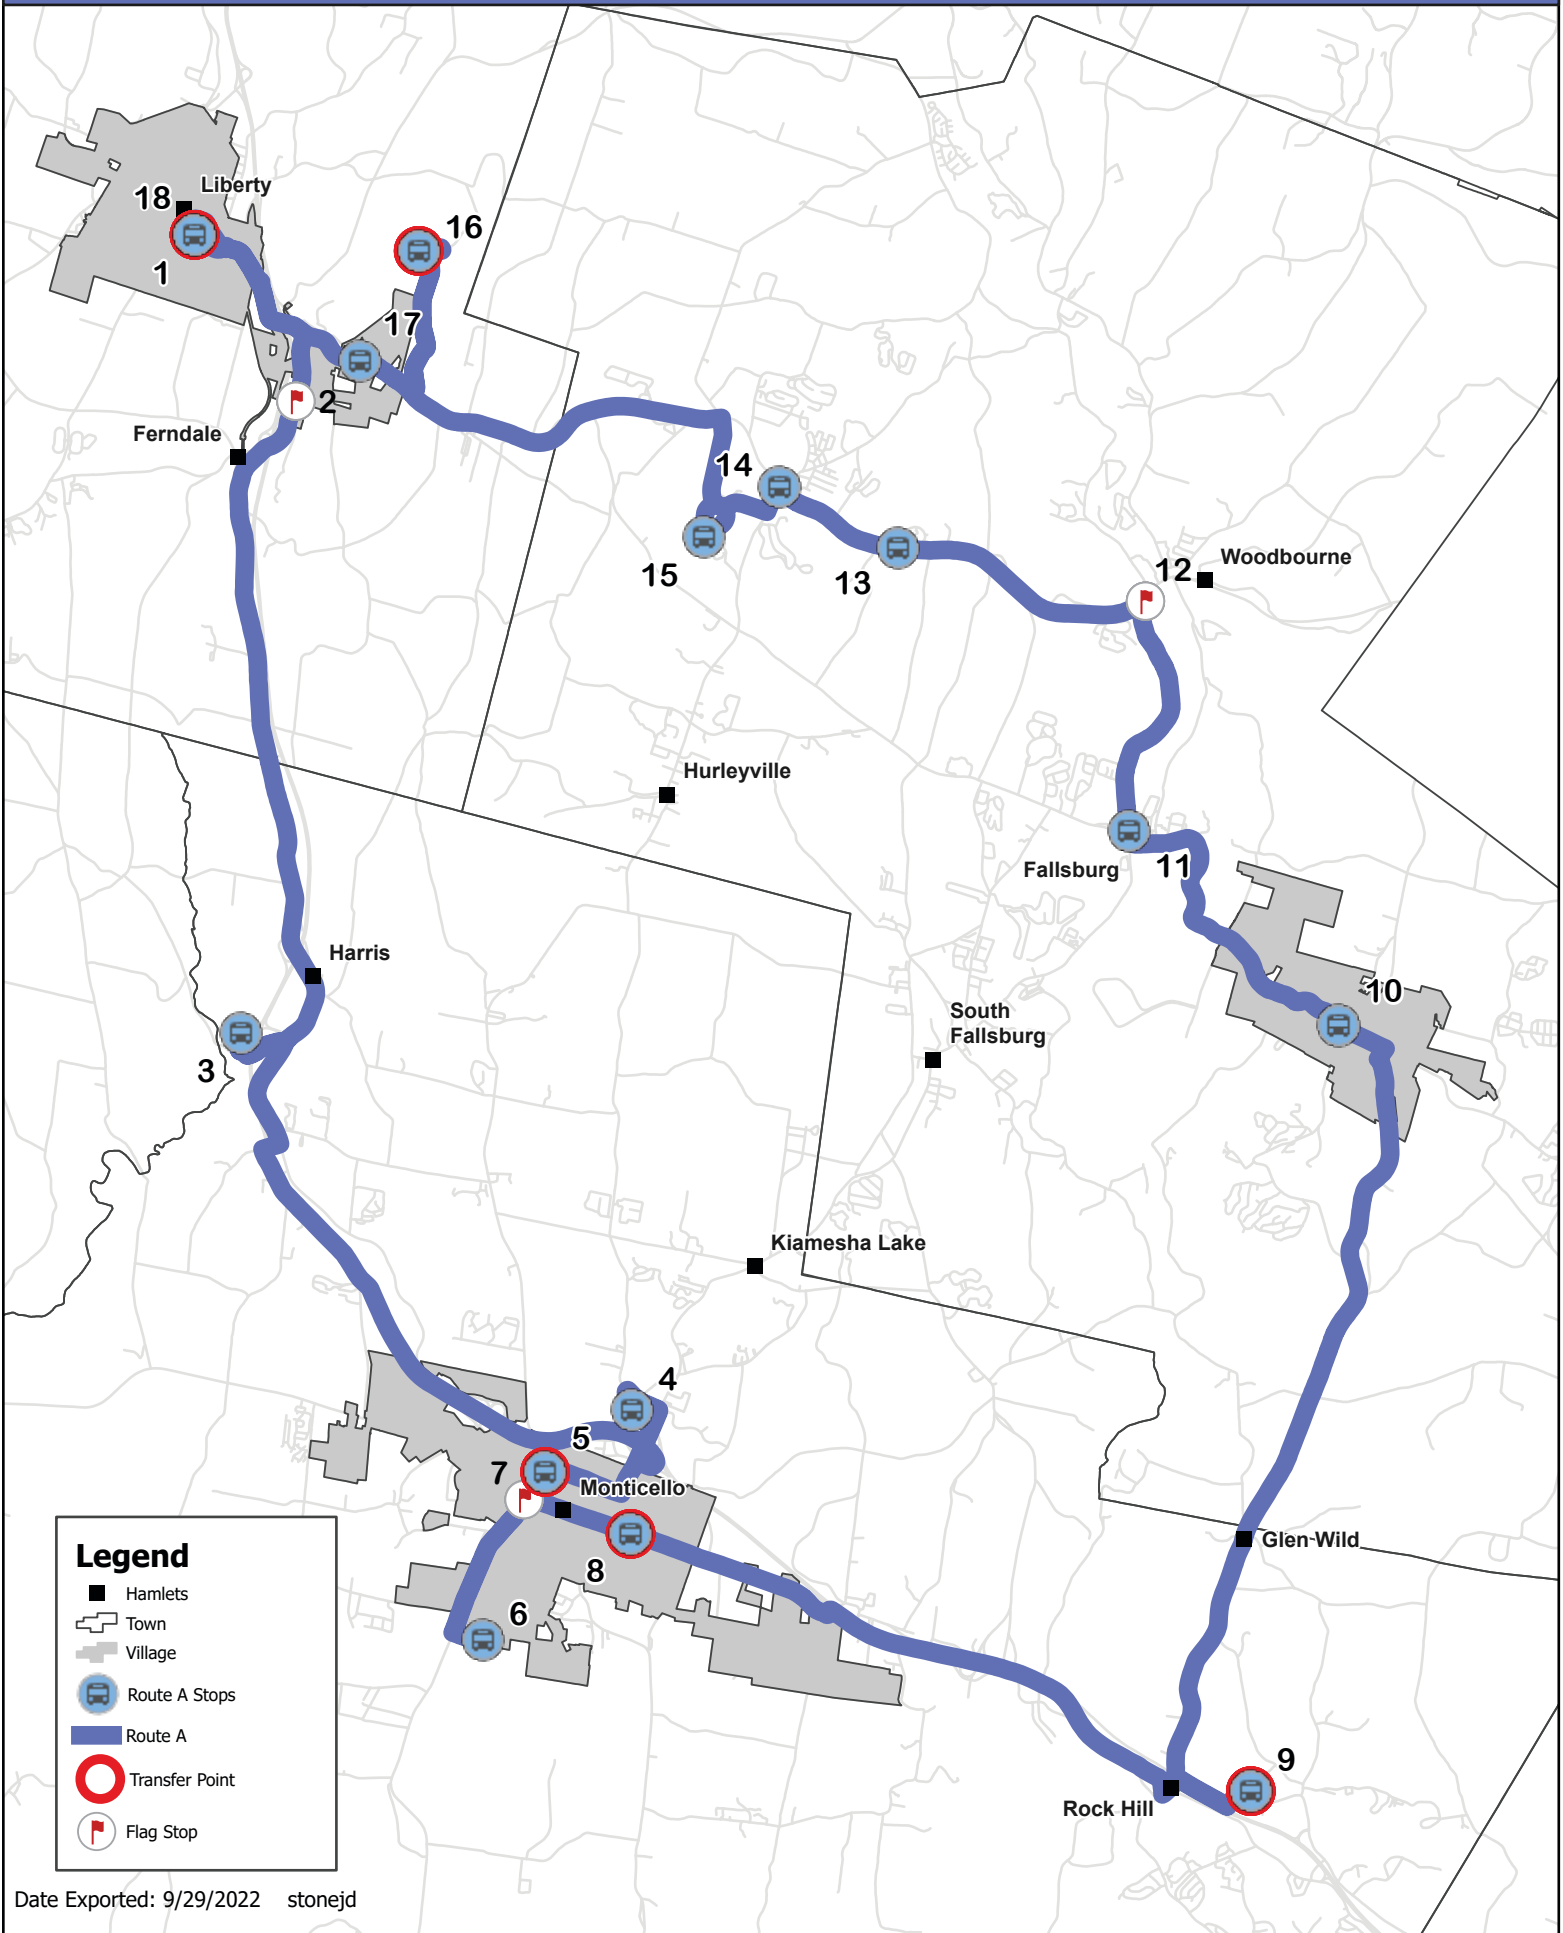 Liberty
18
1
16
17
2
Ferndale
14
15
13
12
Woodbourne
Hurleyville
Fallsburg
11
Harris
10
South
Fallsburg
3
Kiamesha Lake
4
5
7
Monticello
8
6
Glen Wild
9
Rock Hill
Legend
Hamlets
Town
Village
Route A Stops
Route A
Transfer Point
Flag Stop
Date Exported: 9/29/2022 stonejd